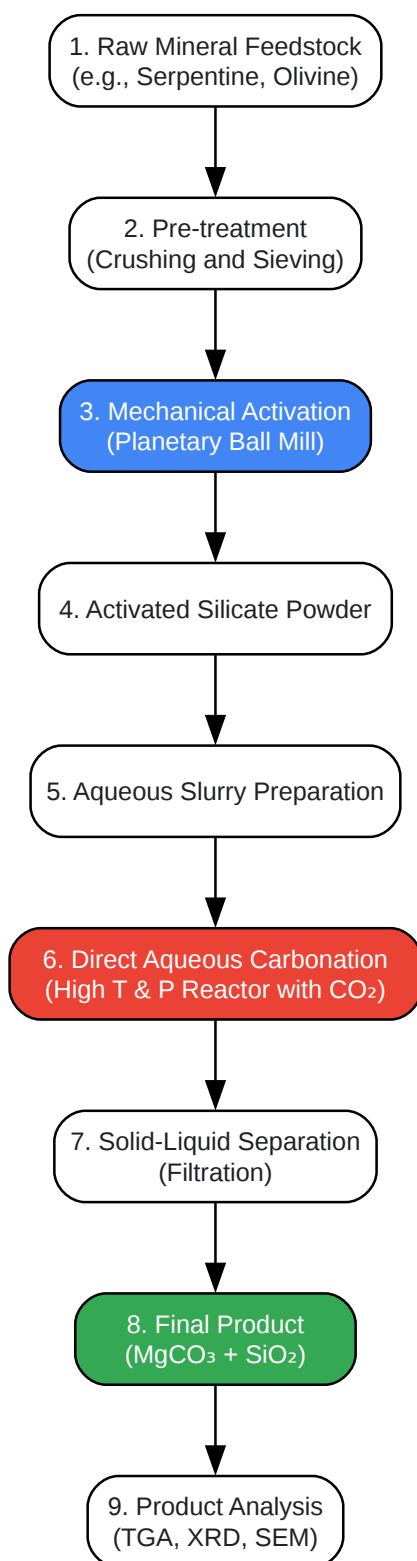 1. Raw Mineral Feedstock
(e.g., Serpentine, Olivine)
2. Pre-treatment
(Crushing and Sieving)
3. Mechanical Activation
(Planetary Ball Mill)
4. Activated Silicate Powder
5. Aqueous Slurry Preparation
6. Direct Aqueous Carbonation
(High T & P Reactor with CO₂)
7. Solid-Liquid Separation
(Filtration)
8. Final Product
(MgCO₃ + SiO₂)
9. Product Analysis
(TGA, XRD, SEM)